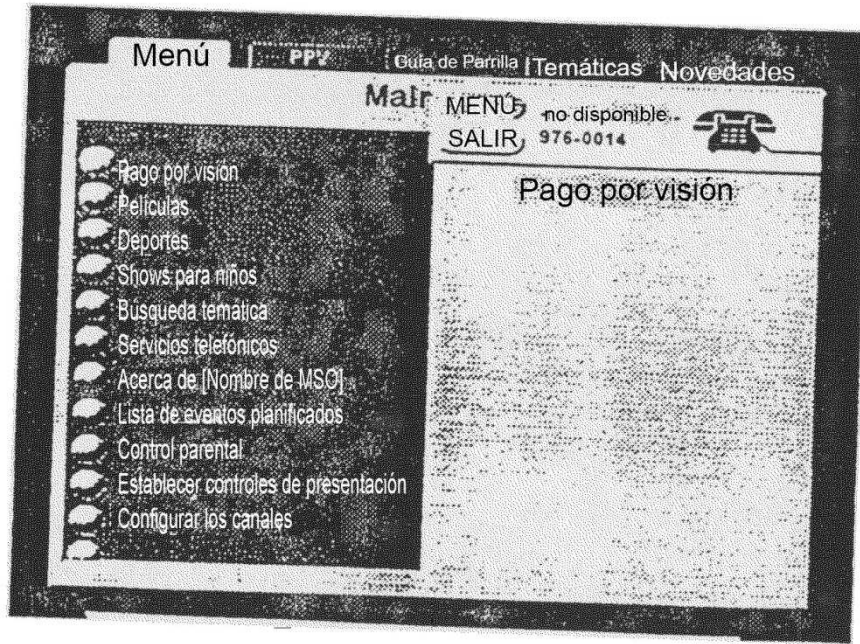 Menú PPV Guía de Parrilla Temáticas Novedades
Main
MENÚ no disponible
SALIR 976-0014
Pago por visión
Pago por visión
Películas
Deportes
Shows para niños
Búsqueda temática
Servicios telefónicos
Acerca de [Nombre de MSO]
Lista de eventos planificados
Control parental
Establecer controles de presentación
Configurar los canales